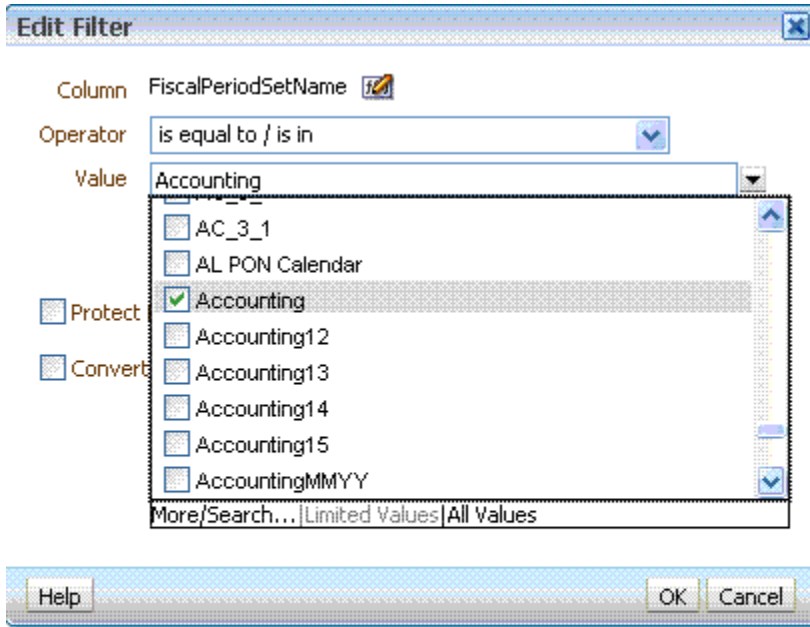 Edit Filter
Column FiscalPeriodSetName
Operator is equal to / is in
Value Accounting
AC_3_1
AL PON Calendar
Accounting
Protect
Accounting12
Convert Accounting13
Accounting14
Accounting15
AccountingMMYY
More/Search...|Limited Values|All Values
Help OK Cancel